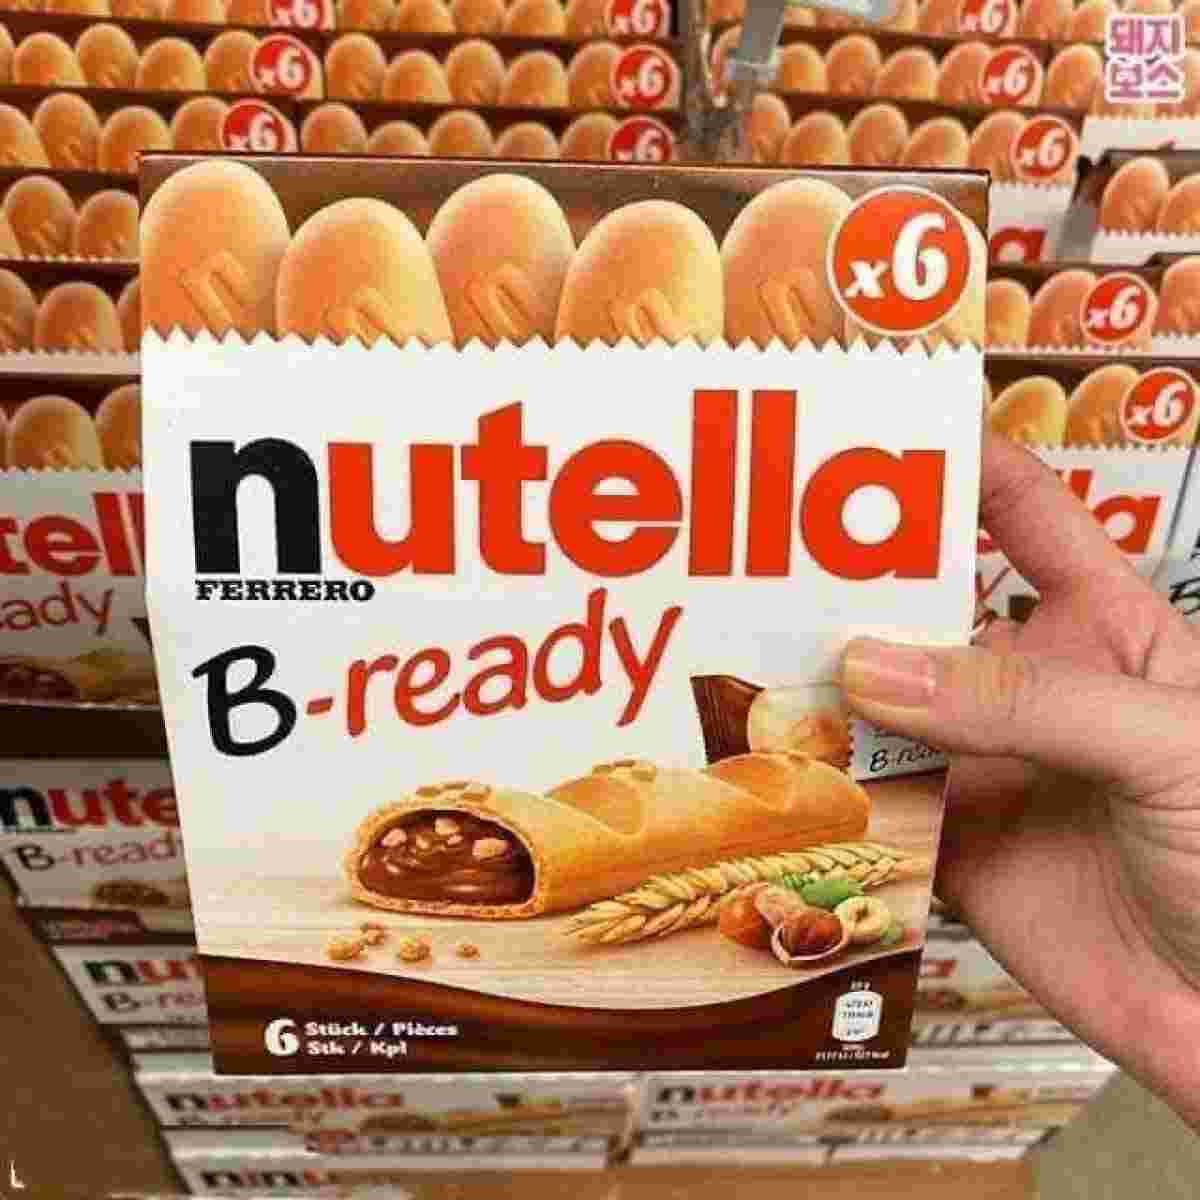 돼지
보스
x6
nutella
FERRERO
B-ready
6 Stück / Pièces
Stk / Kpl